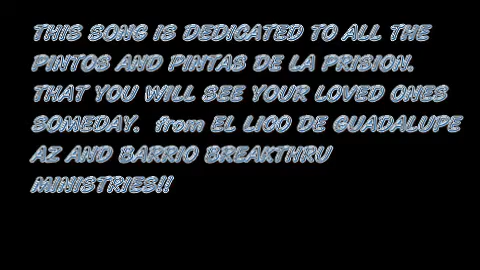 THIS SONG IS DEDICATED TO ALL THE
PINTOS AND PINTAS DE LA PRISION.
THAT YOU WILL SEE YOUR LOVED ONES
SOMEDAY. from EL LICO DE GUADALUPE
AZ AND BARRIO BREAKTHRU
MINISTRIES!!